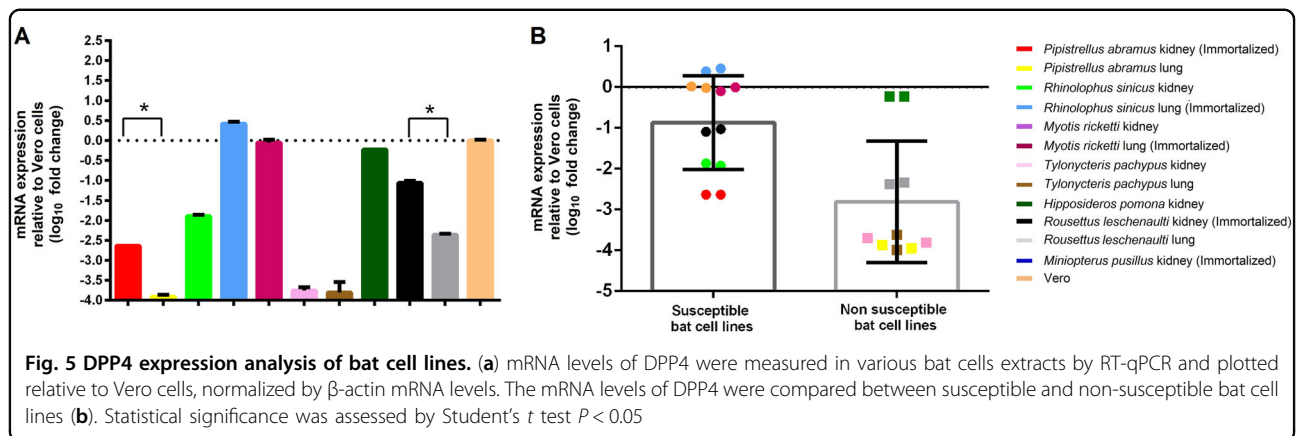 A
mRNA expression
relative to Vero cells
(log10 fold change)
2.5
2.0
1.5
1.0
0.5
0.0
-0.5
-1.0
-1.5
-2.0
-2.5
-3.0
-3.5
-4.0
*
*
B
mRNA expression
relative to Vero cells
(log10 fold change)
1
0
-1
-2
-3
-4
-5
Susceptible
bat cell lines
Non susceptible
bat cell lines
Pipistrellus abramus kidney (Immortalized)
Pipistrellus abramus lung
Rhinolophus sinicus kidney
Rhinolophus sinicus lung (Immortalized)
Myotis ricketti kidney
Myotis ricketti lung (Immortalized)
Tylonycteris pachypus kidney
Tylonycteris pachypus lung
Hipposideros pomona kidney
Rousettus leschenaulti kidney (Immortalized)
Rousettus leschenaulti lung
Miniopterus pusillus kidney (Immortalized)
Vero
Fig. 5 DPP4 expression analysis of bat cell lines. (a) mRNA levels of DPP4 were measured in various bat cells extracts by RT-qPCR and plotted
relative to Vero cells, normalized by β-actin mRNA levels. The mRNA levels of DPP4 were compared between susceptible and non-susceptible bat cell
lines (b). Statistical significance was assessed by Student's t test P < 0.05